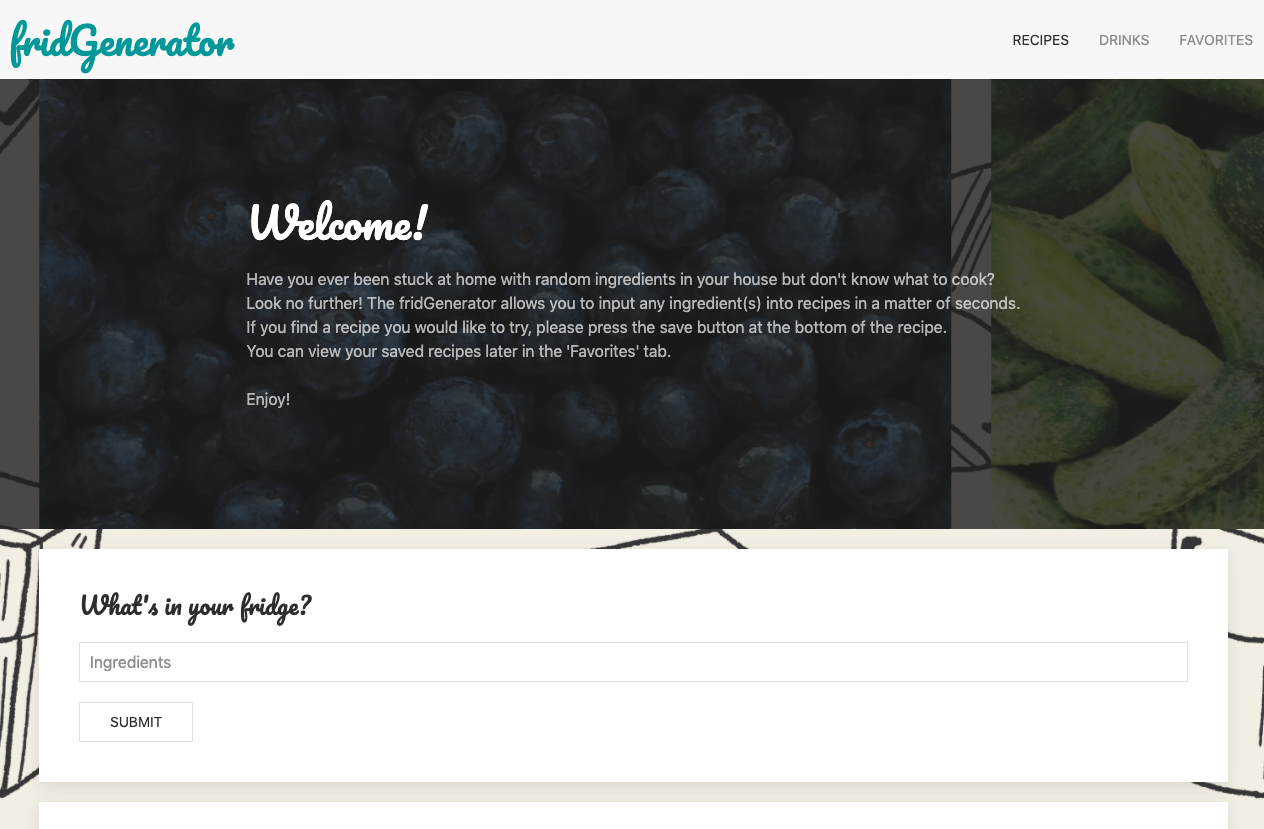 fridGenerator
RECIPES DRINKS FAVORITES
Welcome!
Have you ever been stuck at home with random ingredients in your house but don't know what to cook?
Look no further! The fridGenerator allows you to input any ingredient(s) into recipes in a matter of seconds.
If you find a recipe you would like to try, please press the save button at the bottom of the recipe.
You can view your saved recipes later in the 'Favorites' tab.
Enjoy!
What's in your fridge?
Ingredients
SUBMIT